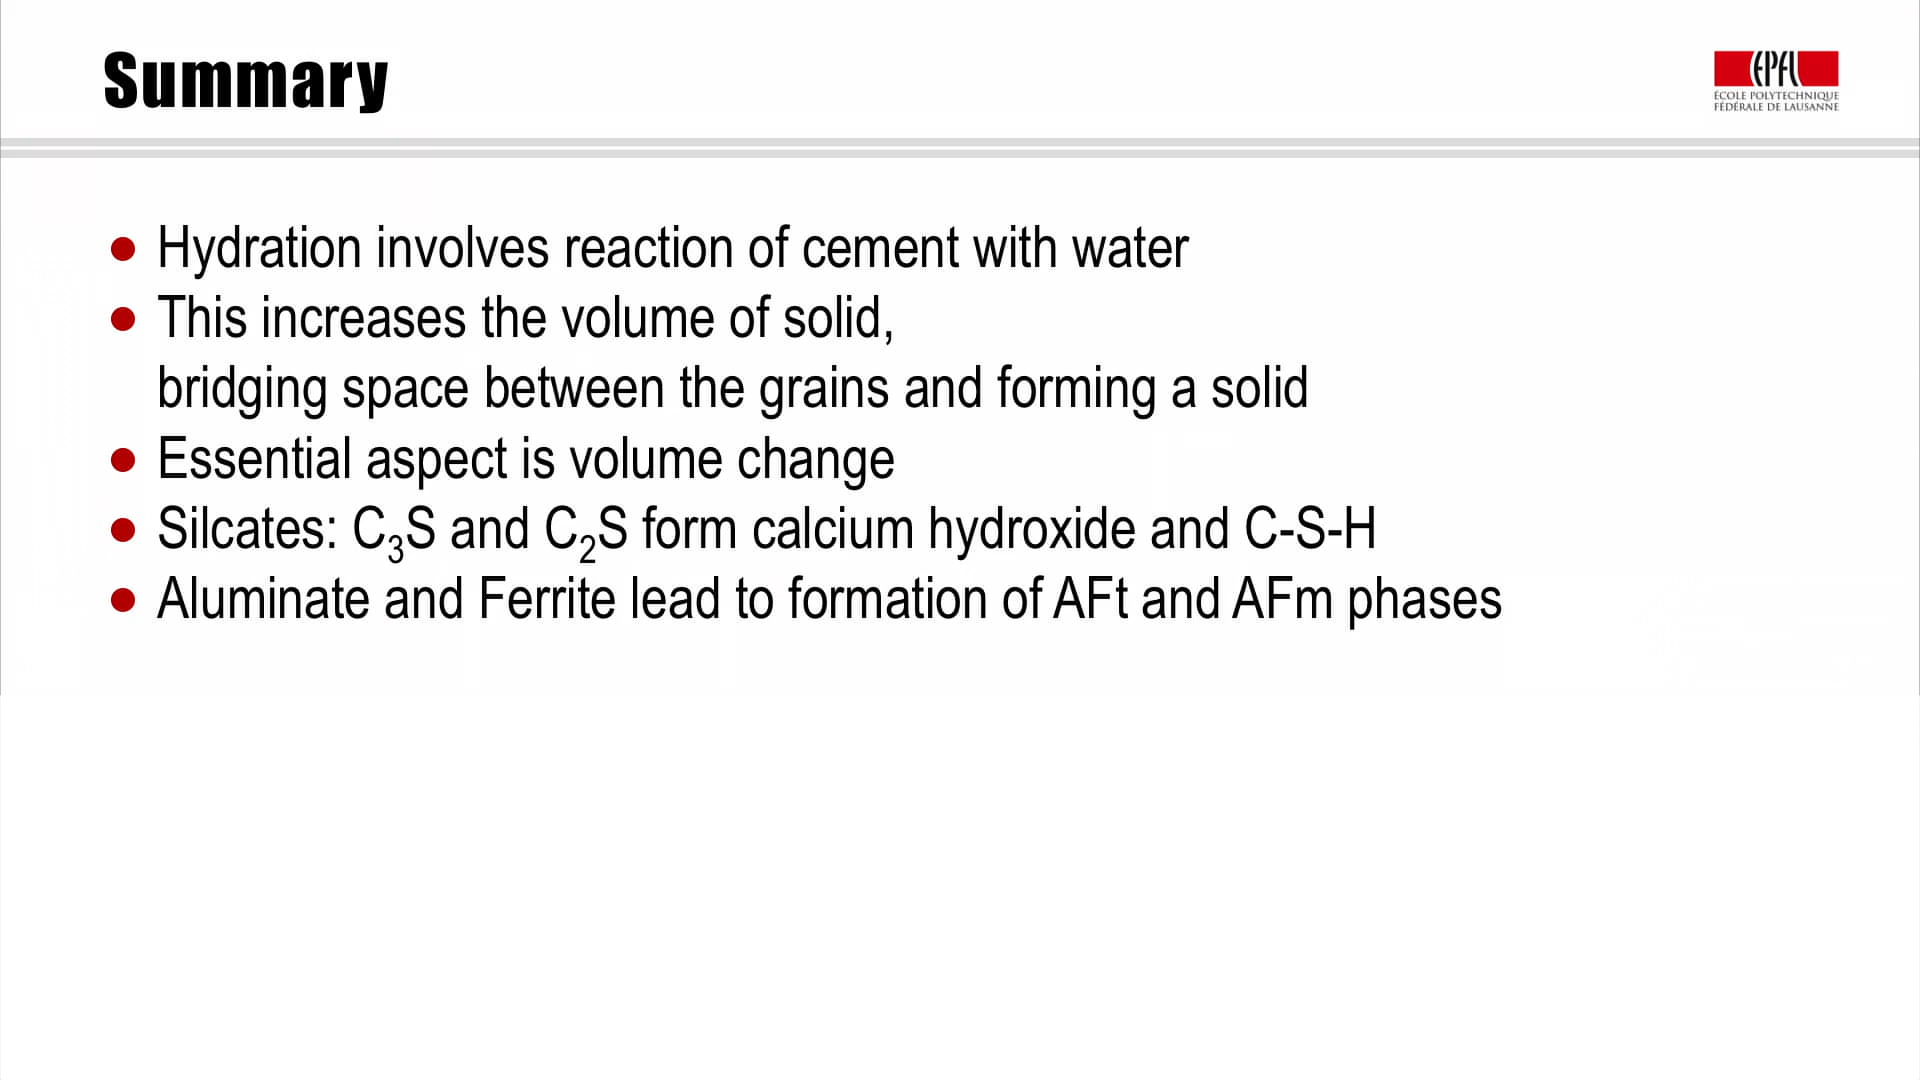 Summary
EPFL
ÉCOLE POLYTECHNIQUE
FÉDÉRALE DE LAUSANNE
● Hydration involves reaction of cement with water
● This increases the volume of solid,
bridging space between the grains and forming a solid
● Essential aspect is volume change
● Silcates: C₃S and C₂S form calcium hydroxide and C-S-H
● Aluminate and Ferrite lead to formation of AFt and AFm phases